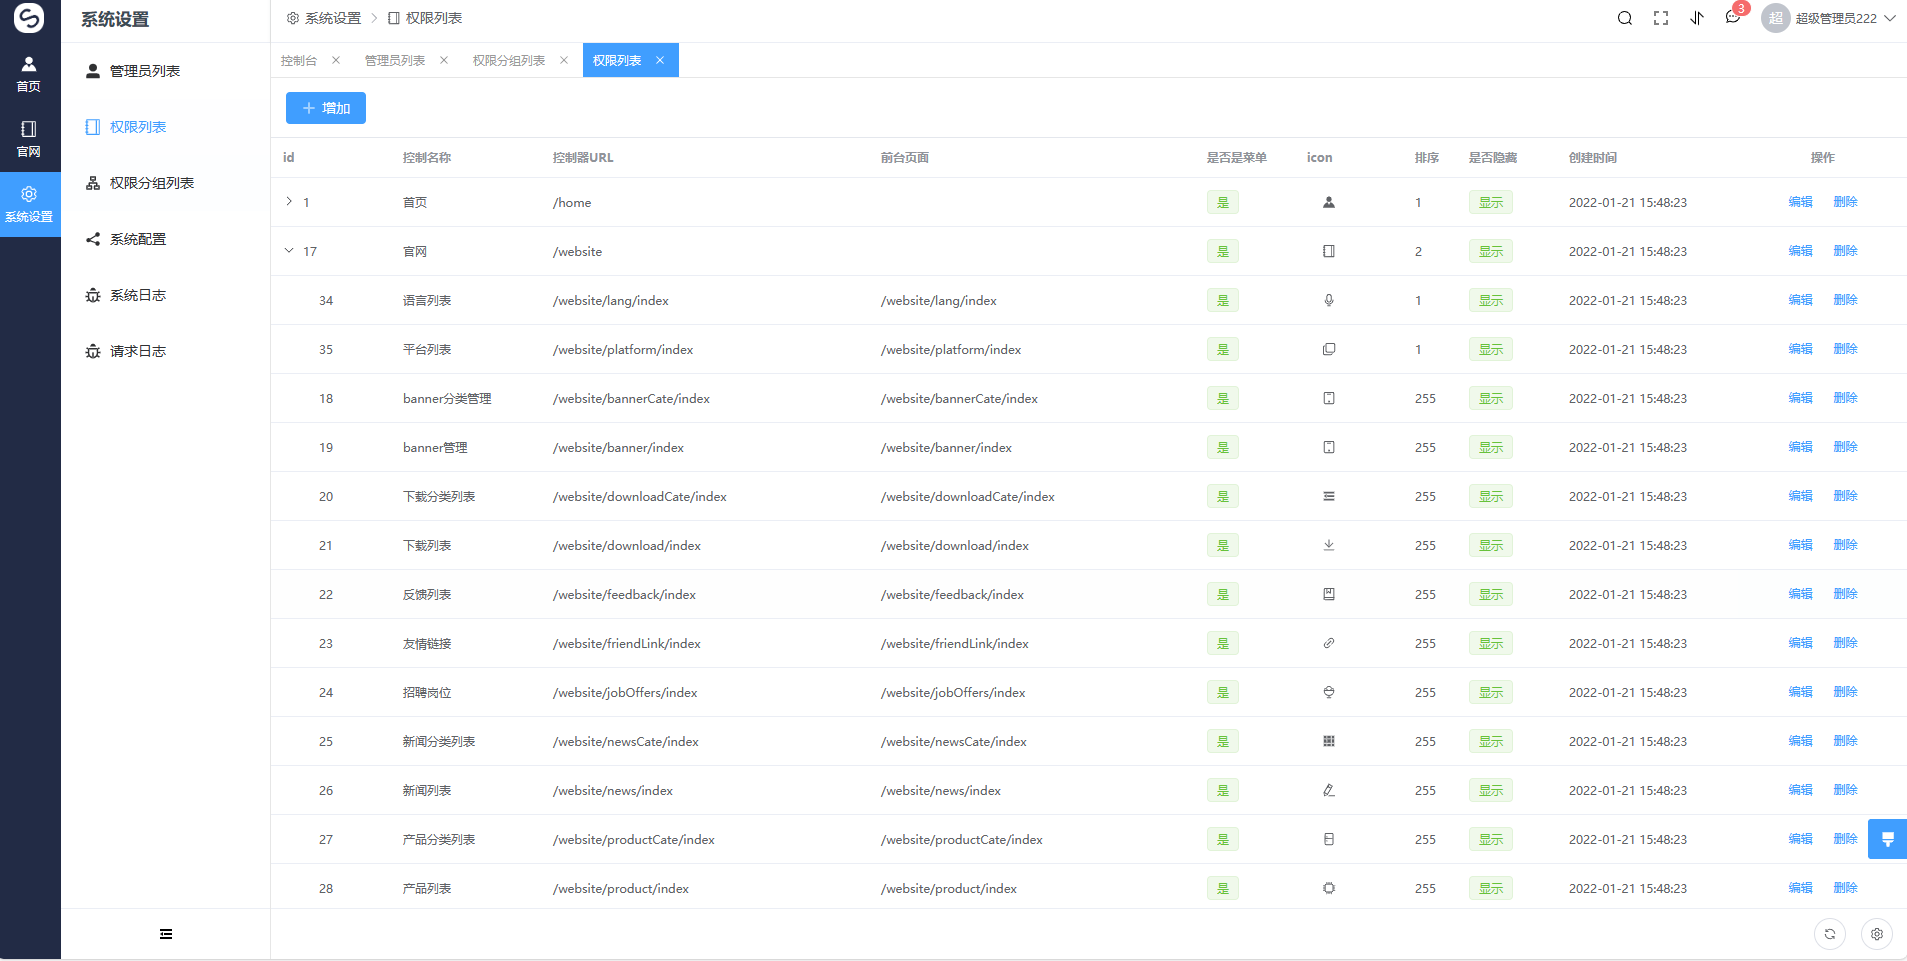 系统设置
首页
官网
系统设置
管理员列表
权限列表
权限分组列表
系统配置
系统日志
请求日志
系统设置 权限列表
3
超 超级管理员222
控制台 管理员列表 权限分组列表 权限列表
增加
id 控制名称 控制器URL 前台页面 是否是菜单 icon 排序 是否隐藏 创建时间 操作
1 首页 /home 是 1 显示 2022-01-21 15:48:23 编辑 删除
17 官网 /website 是 2 显示 2022-01-21 15:48:23 编辑 删除
34 语言列表 /website/lang/index /website/lang/index 是 1 显示 2022-01-21 15:48:23 编辑 删除
35 平台列表 /website/platform/index /website/platform/index 是 1 显示 2022-01-21 15:48:23 编辑 删除
18 banner分类管理 /website/bannerCate/index /website/bannerCate/index 是 255 显示 2022-01-21 15:48:23 编辑 删除
19 banner管理 /website/banner/index /website/banner/index 是 255 显示 2022-01-21 15:48:23 编辑 删除
20 下载分类列表 /website/downloadCate/index /website/downloadCate/index 是 255 显示 2022-01-21 15:48:23 编辑 删除
21 下载列表 /website/download/index /website/download/index 是 255 显示 2022-01-21 15:48:23 编辑 删除
22 反馈列表 /website/feedback/index /website/feedback/index 是 255 显示 2022-01-21 15:48:23 编辑 删除
23 友情链接 /website/friendLink/index /website/friendLink/index 是 255 显示 2022-01-21 15:48:23 编辑 删除
24 招聘岗位 /website/jobOffers/index /website/jobOffers/index 是 255 显示 2022-01-21 15:48:23 编辑 删除
25 新闻分类列表 /website/newsCate/index /website/newsCate/index 是 255 显示 2022-01-21 15:48:23 编辑 删除
26 新闻列表 /website/news/index /website/news/index 是 255 显示 2022-01-21 15:48:23 编辑 删除
27 产品分类列表 /website/productCate/index /website/productCate/index 是 255 显示 2022-01-21 15:48:23 编辑 删除
28 产品列表 /website/product/index /website/product/index 是 255 显示 2022-01-21 15:48:23 编辑 删除